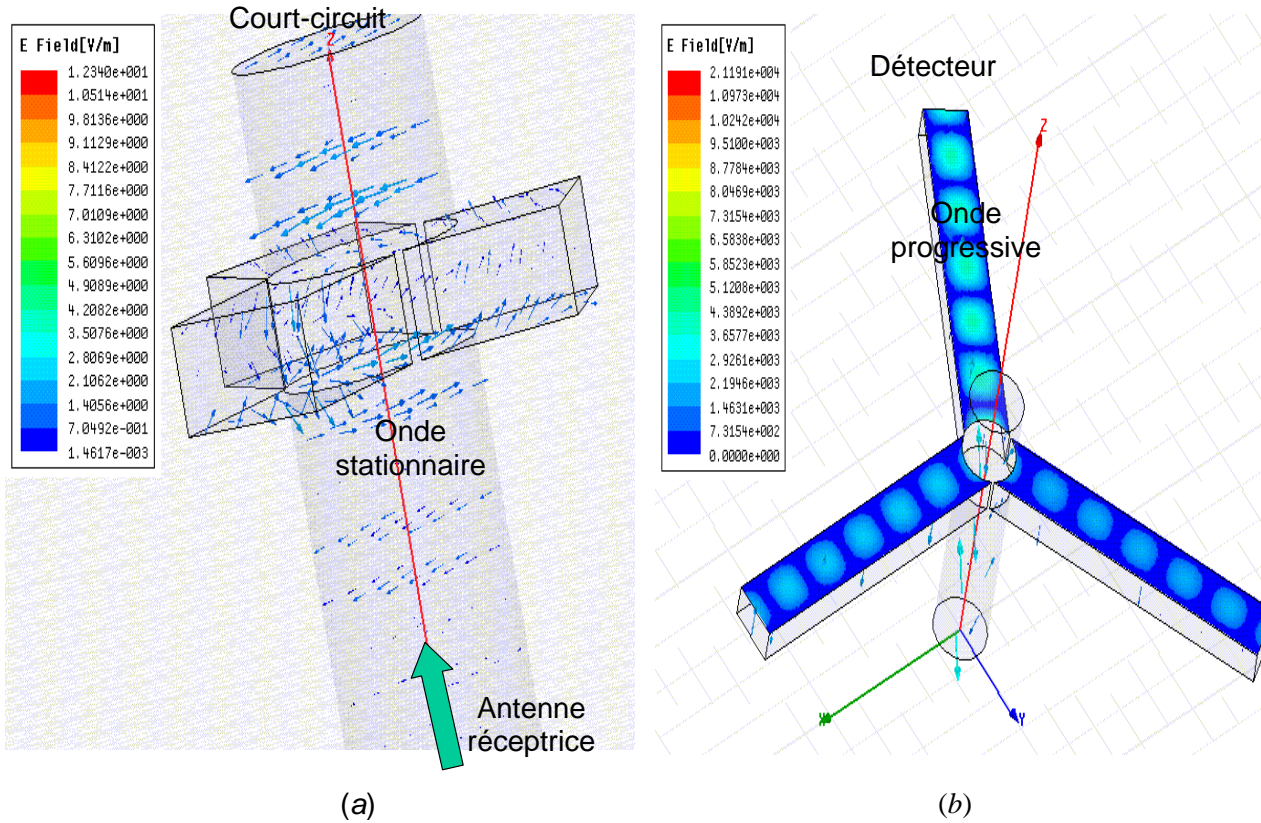 Court-circuit
E Field[V/m]
1.2340e+001
1.0514e+001
9.8136e+000
9.1129e+000
8.4122e+000
7.7116e+000
7.0109e+000
6.3102e+000
5.6096e+000
4.9089e+000
4.2082e+000
3.5076e+000
2.8069e+000
2.1062e+000
1.4056e+000
7.0492e-001
1.4617e-003
Z
Onde
stationnaire
Antenne
réceptrice
(a)
E Field[V/m]
2.1191e+004
1.0973e+004
1.0242e+004
9.5100e+003
8.7784e+003
8.0469e+003
7.3154e+003
6.5838e+003
5.8523e+003
5.1208e+003
4.3892e+003
3.6577e+003
2.9261e+003
2.1946e+003
1.4631e+003
7.3154e+002
0.0000e+000
Détecteur
Z
Onde
progressive
X
Y
(b)